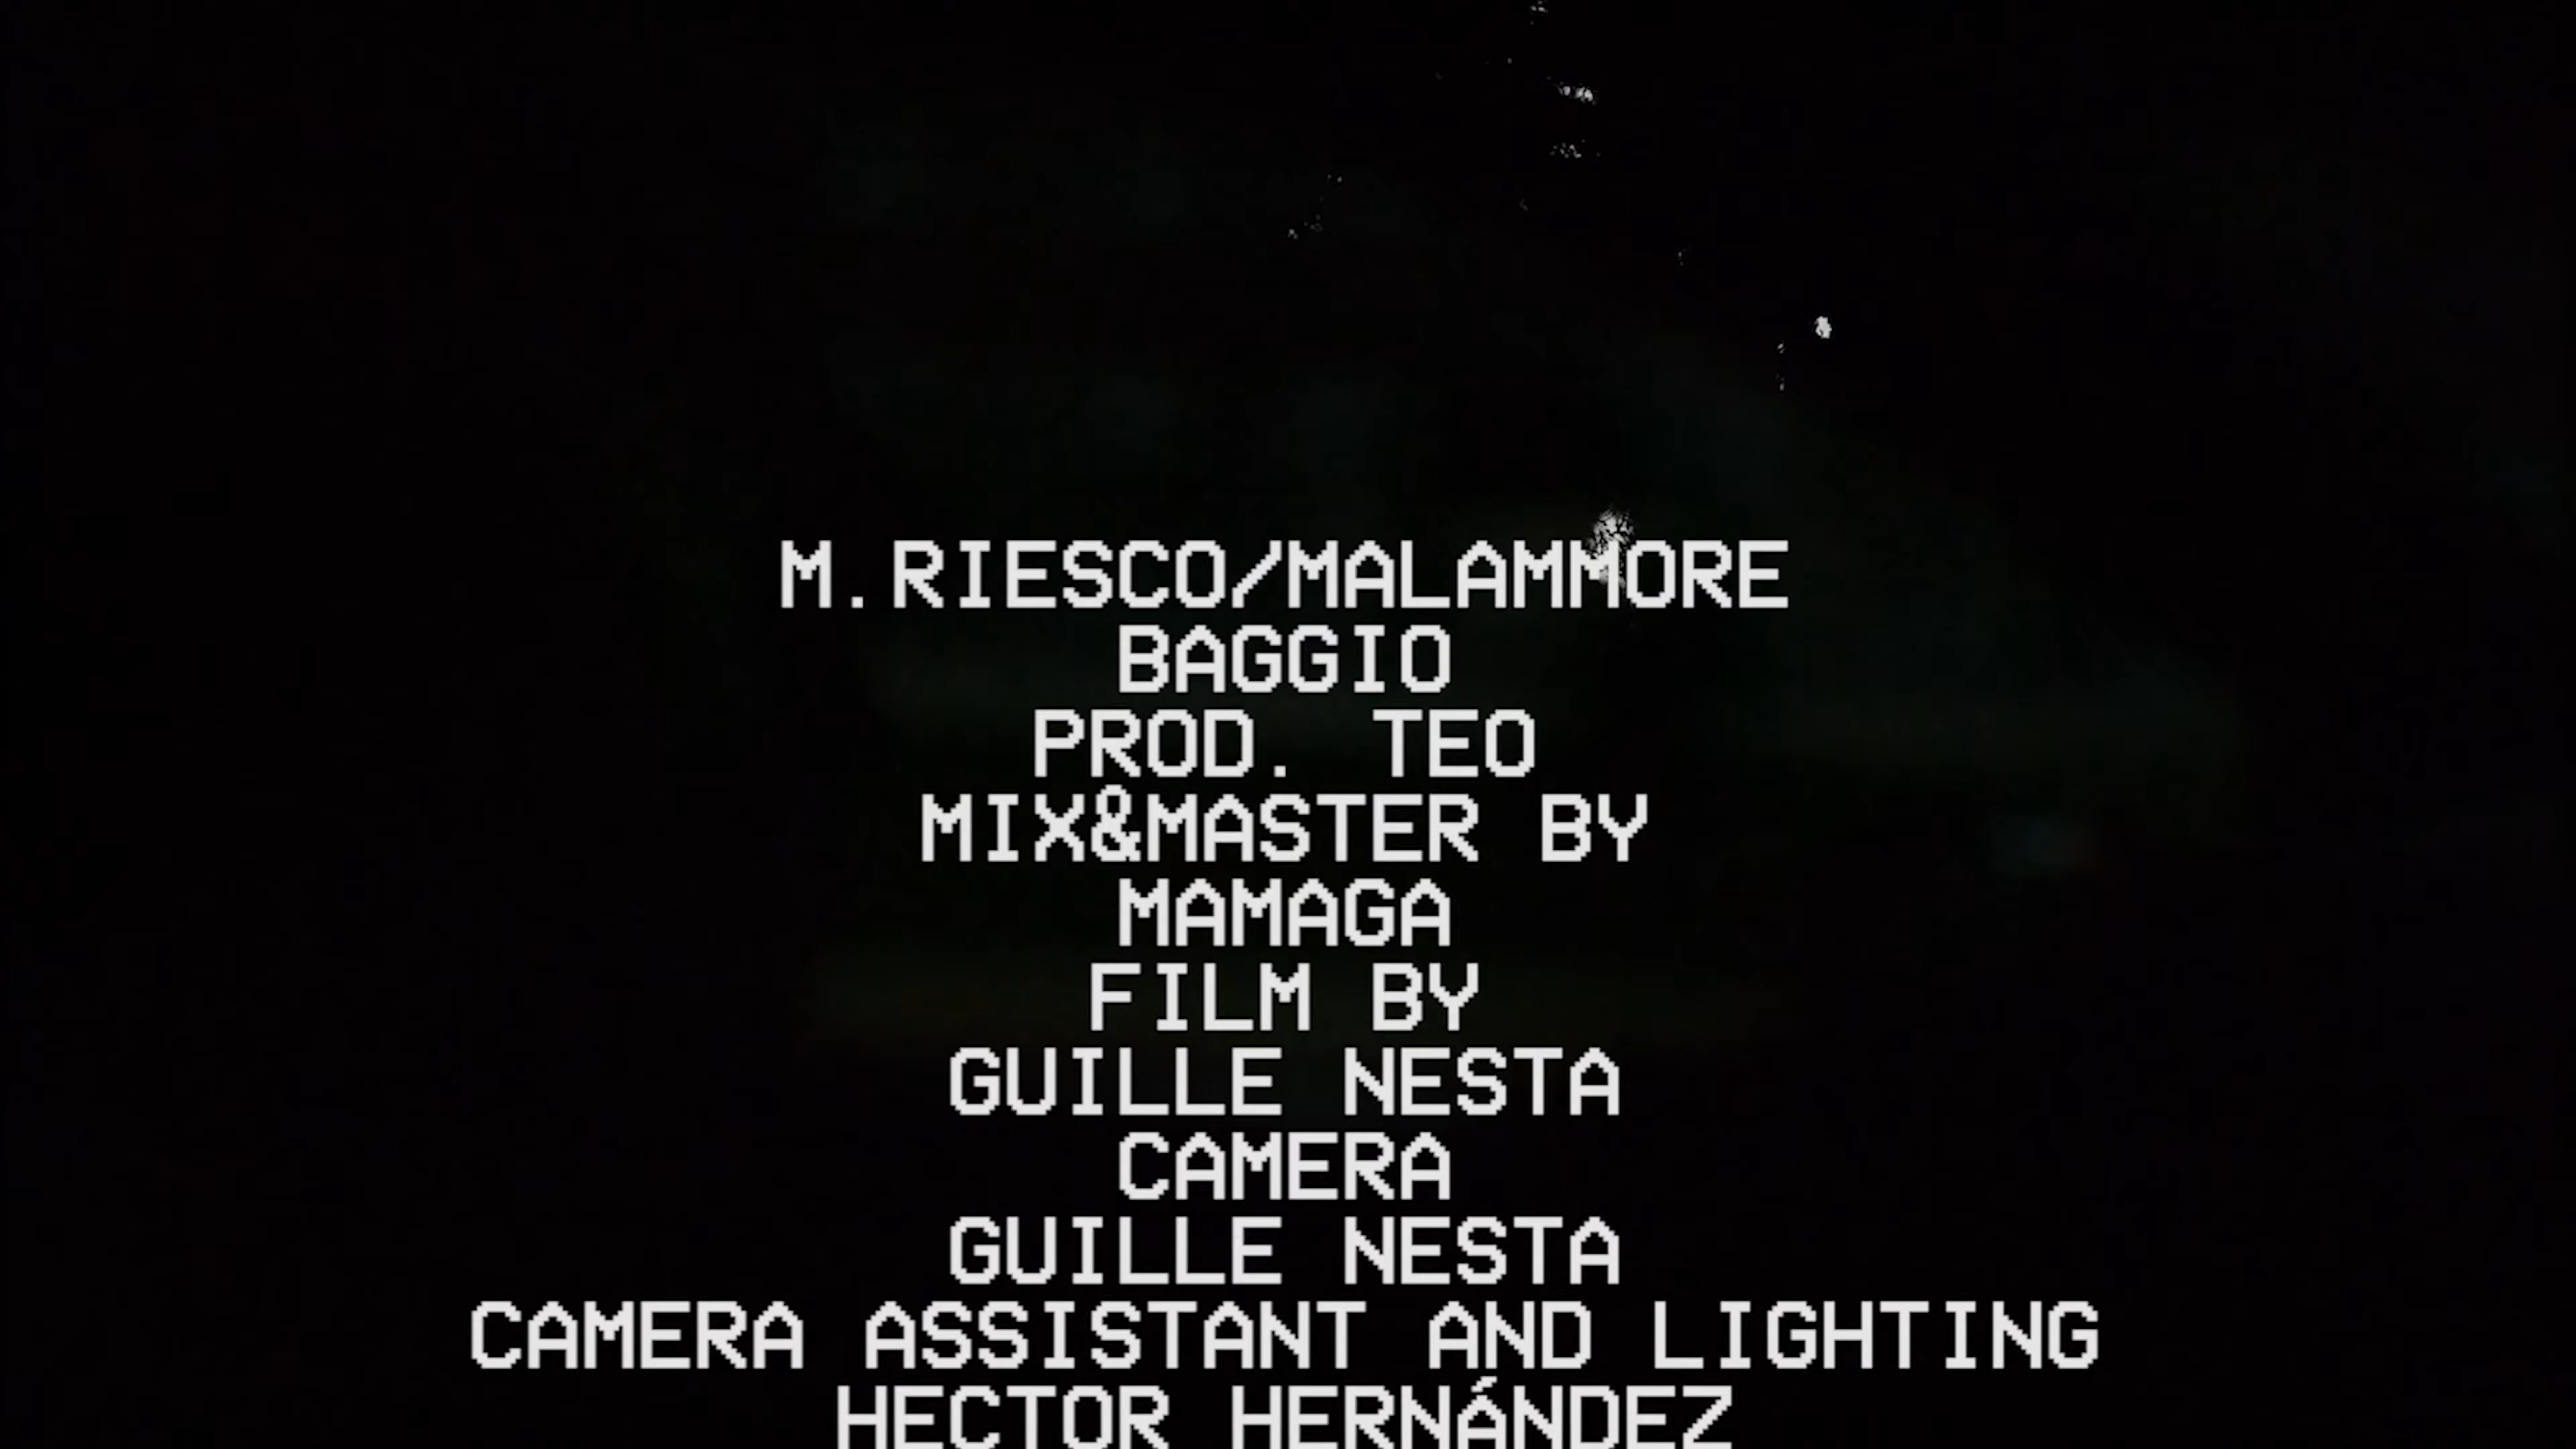 M.RIESCO/MALAMMORE
BAGGIO
PROD. TEO
MIX&MASTER BY
MAMAGA
FILM BY
GUILLE NESTA
CAMERA
GUILLE NESTA
CAMERA ASSISTANT AND LIGHTING
HECTOR HERNÁNDEZ